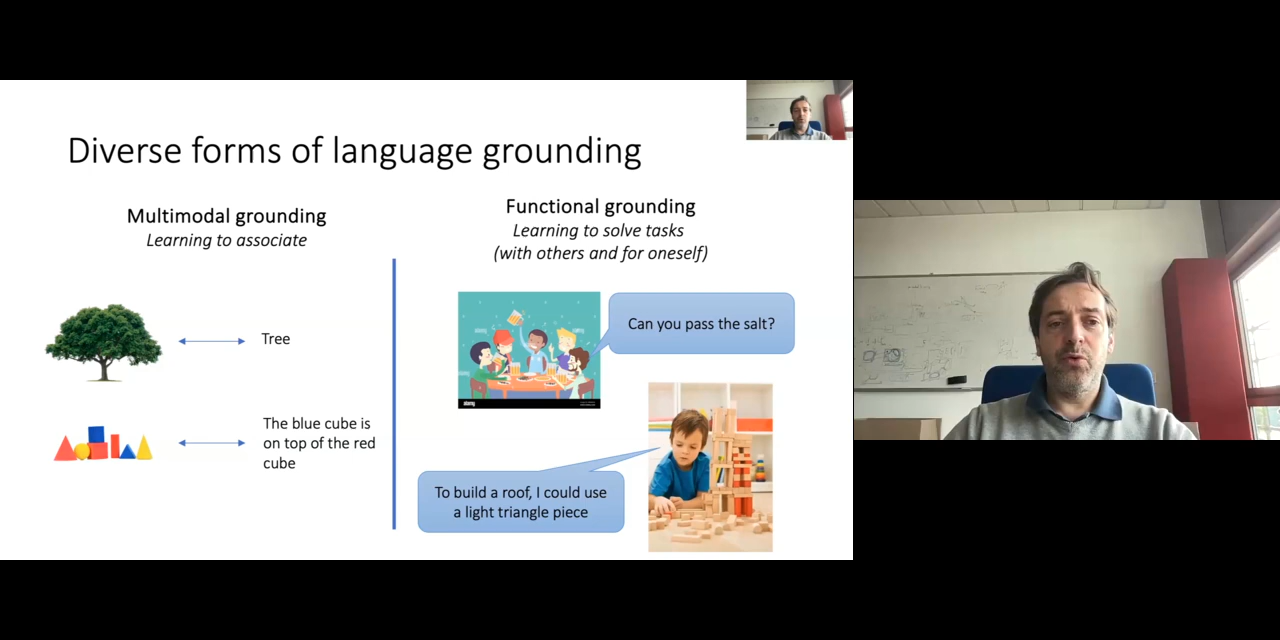 Diverse forms of language grounding
Multimodal grounding
Learning to associate
Tree
The blue cube is
on top of the red
cube
Functional grounding
Learning to solve tasks
(with others and for oneself)
Can you pass the salt?
alamy
To build a roof, I could use
a light triangle piece